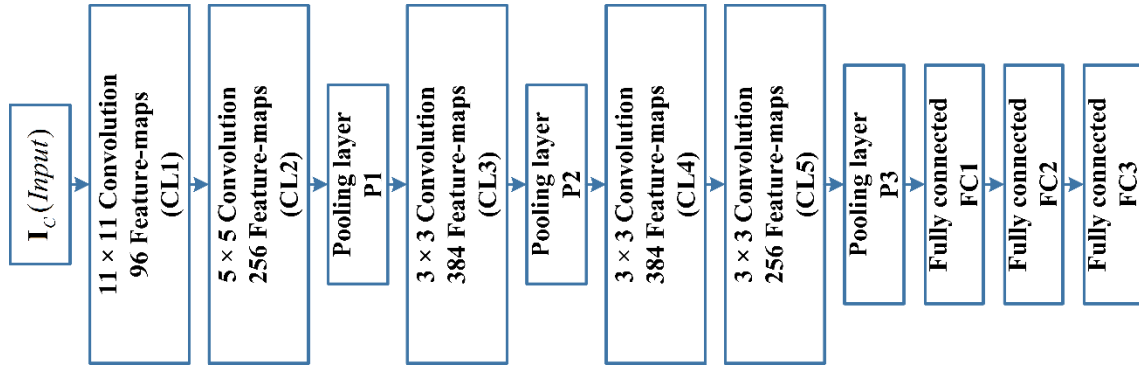 I_C(Input)
11 × 11 Convolution
96 Feature-maps
(CL1)
5 × 5 Convolution
256 Feature-maps
(CL2)
Pooling layer
P1
3 × 3 Convolution
384 Feature-maps
(CL3)
Pooling layer
P2
3 × 3 Convolution
384 Feature-maps
(CL4)
3 × 3 Convolution
256 Feature-maps
(CL5)
Pooling layer
P3
Fully connected
FC1
Fully connected
FC2
Fully connected
FC3